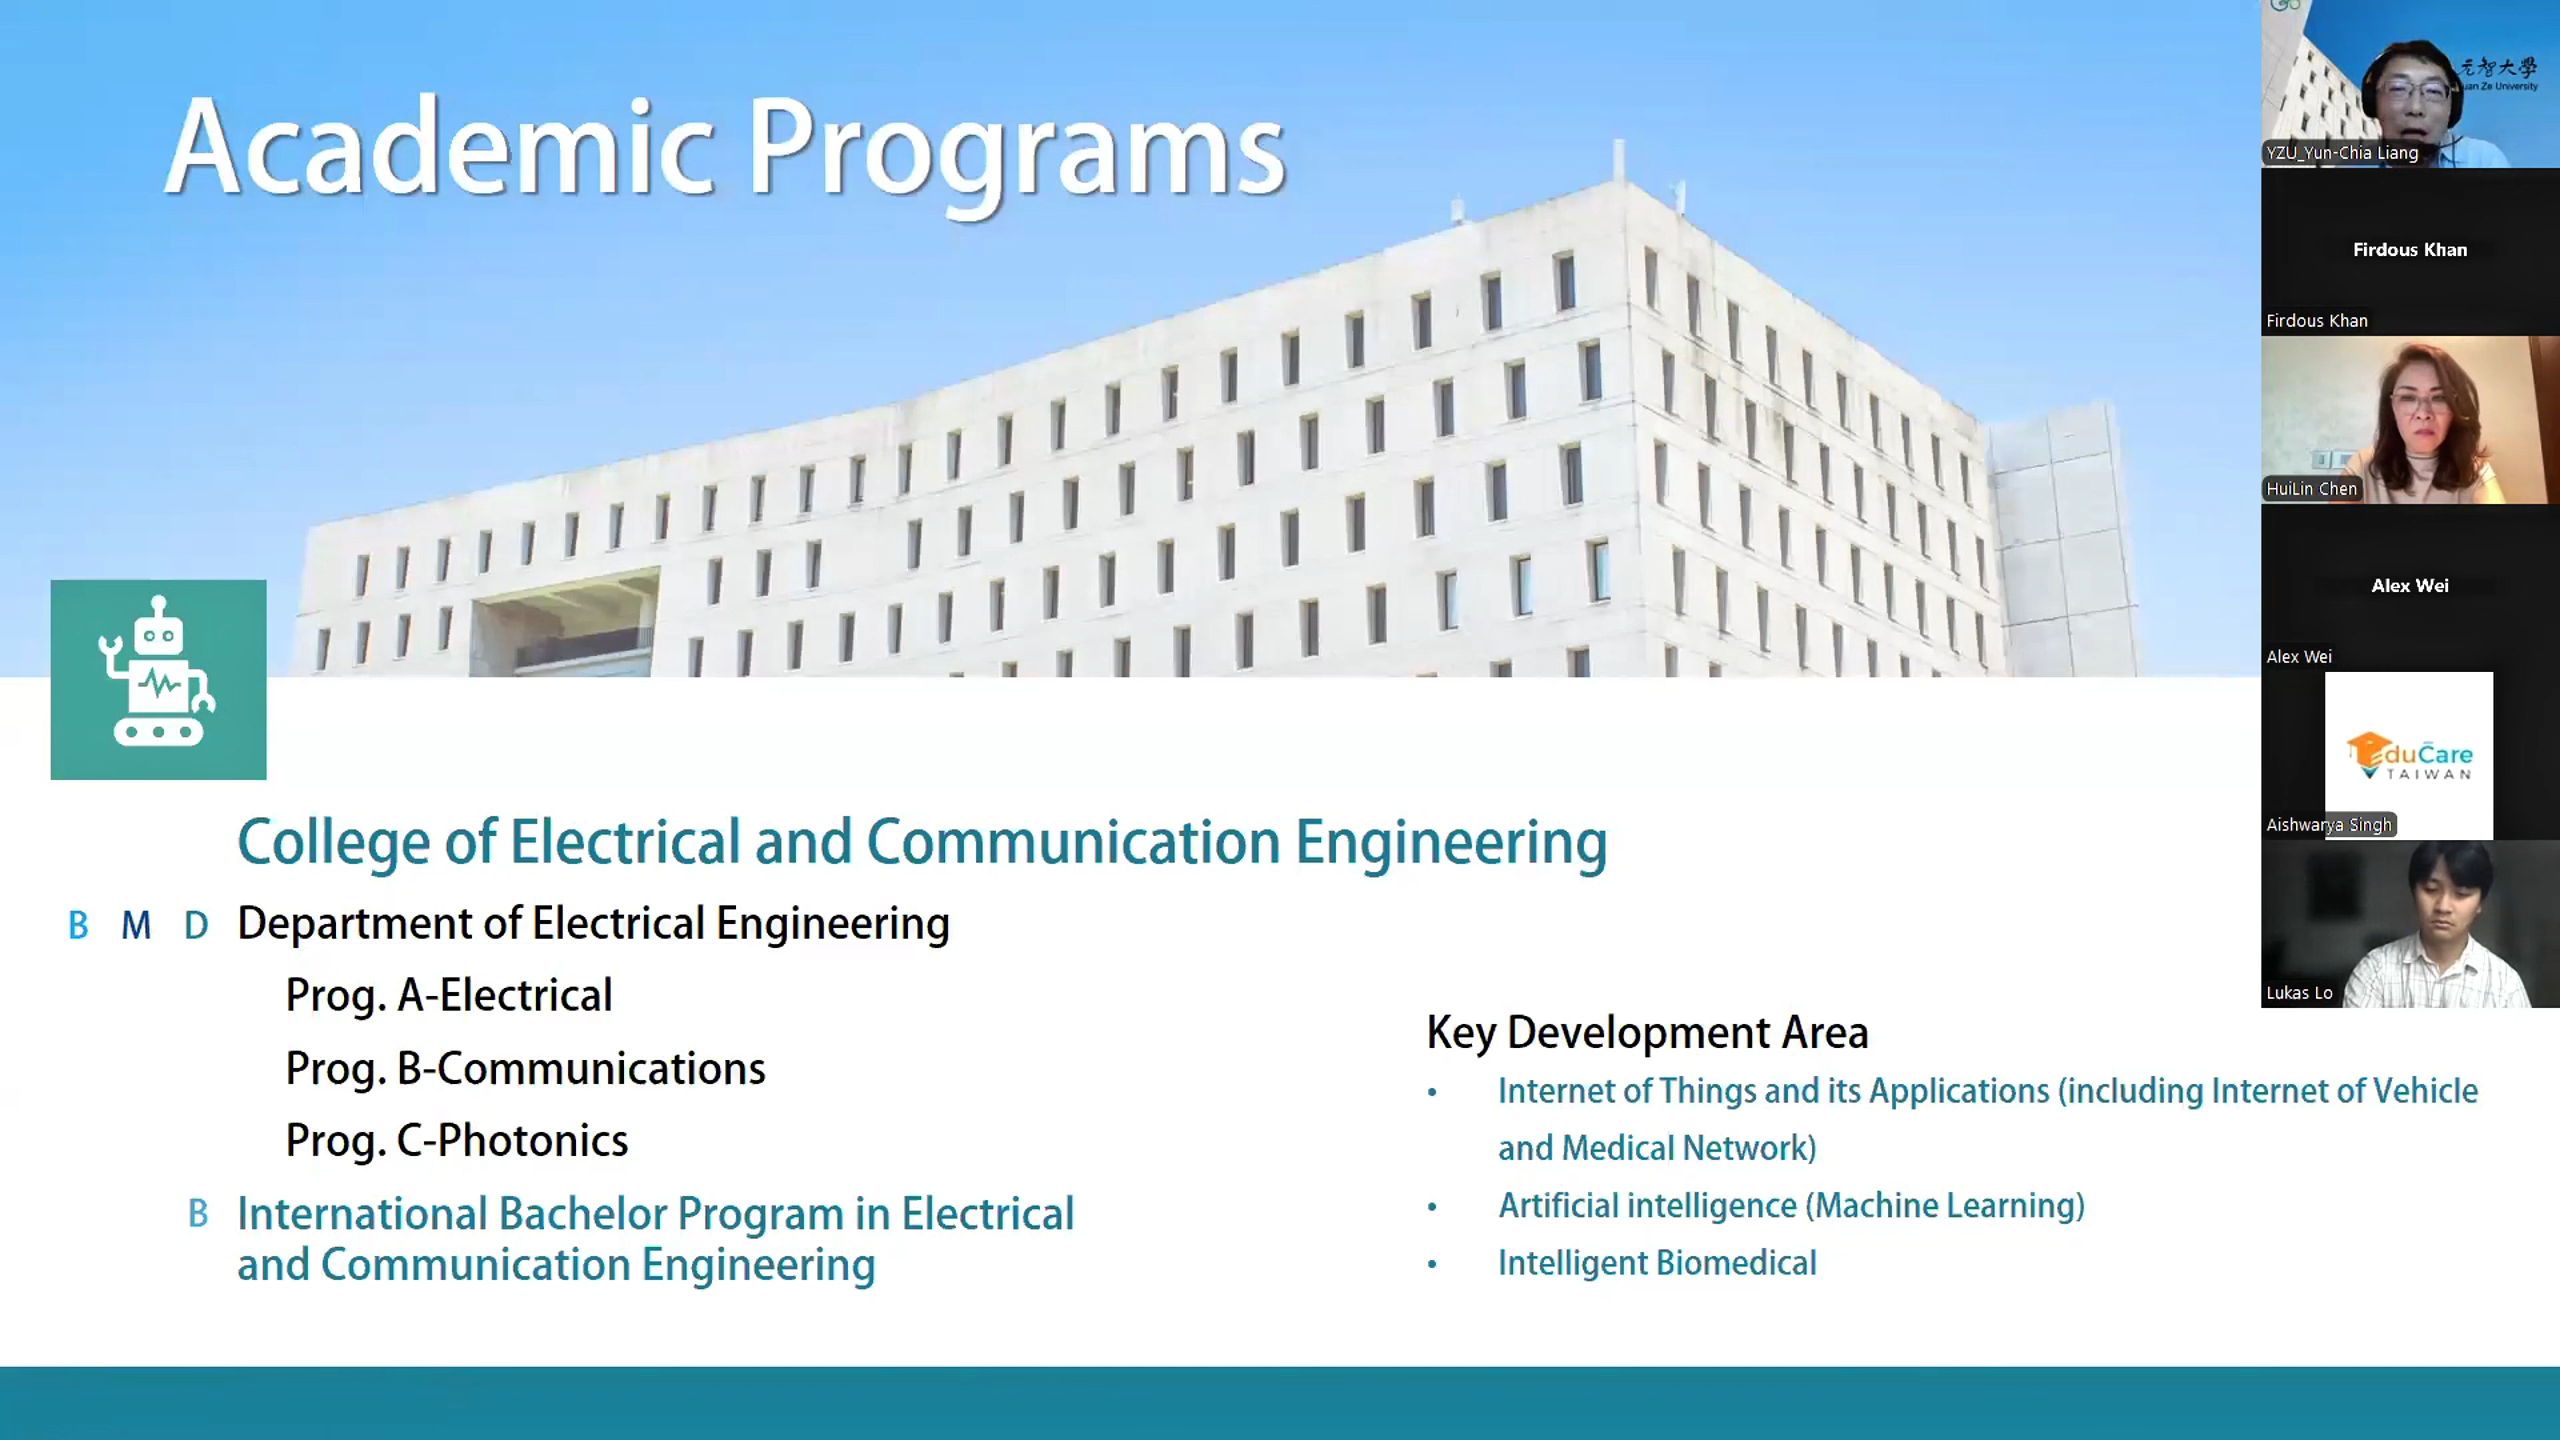 Academic Programs
College of Electrical and Communication Engineering
B M D Department of Electrical Engineering
Prog. A-Electrical
Prog. B-Communications
Prog. C-Photonics
B International Bachelor Program in Electrical
and Communication Engineering
Key Development Area
• Internet of Things and its Applications (including Internet of Vehicle
and Medical Network)
• Artificial intelligence (Machine Learning)
• Intelligent Biomedical
元智大學
uan Ze University
YZU_Yun-Chia Liang
Firdous Khan
Firdous Khan
HuiLin Chen
Alex Wei
Alex Wei
EduCare
TAIWAN
Aishwarya Singh
Lukas Lo